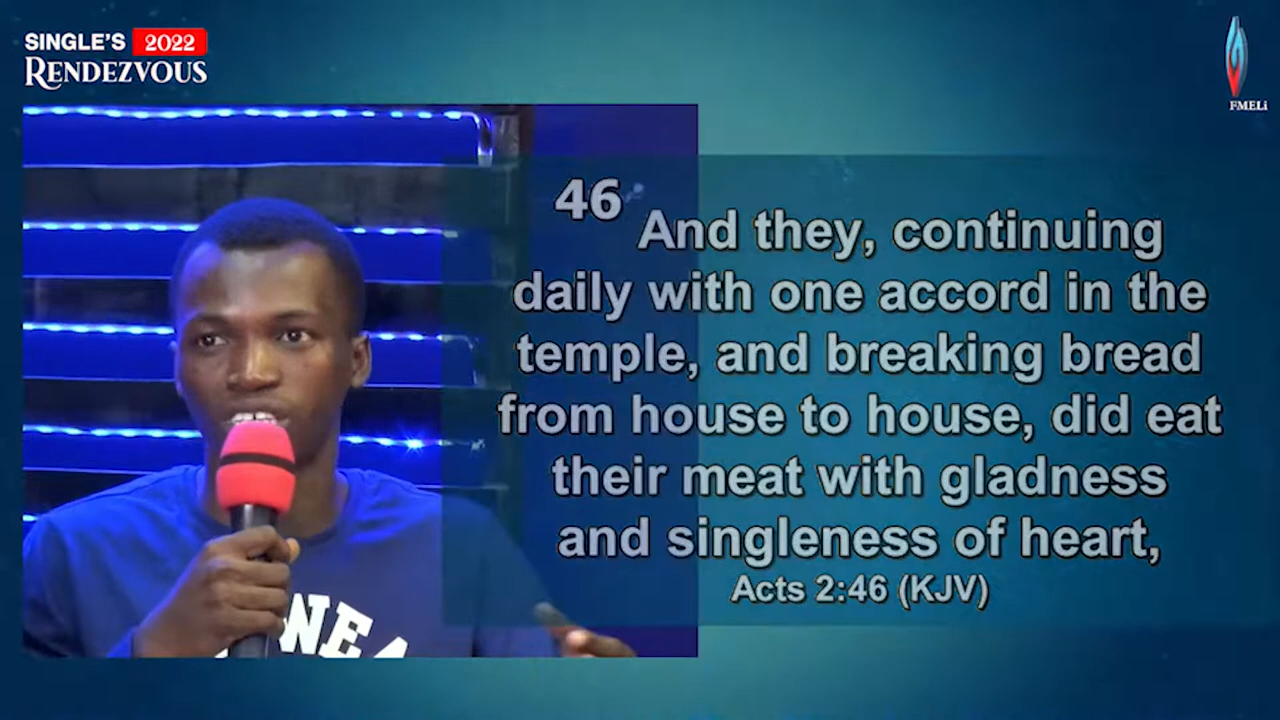 SINGLE'S 2022
RENDEZVOUS
FMELi
46 And they, continuing
daily with one accord in the
temple, and breaking bread
from house to house, did eat
their meat with gladness
and singleness of heart,
Acts 2:46 (KJV)